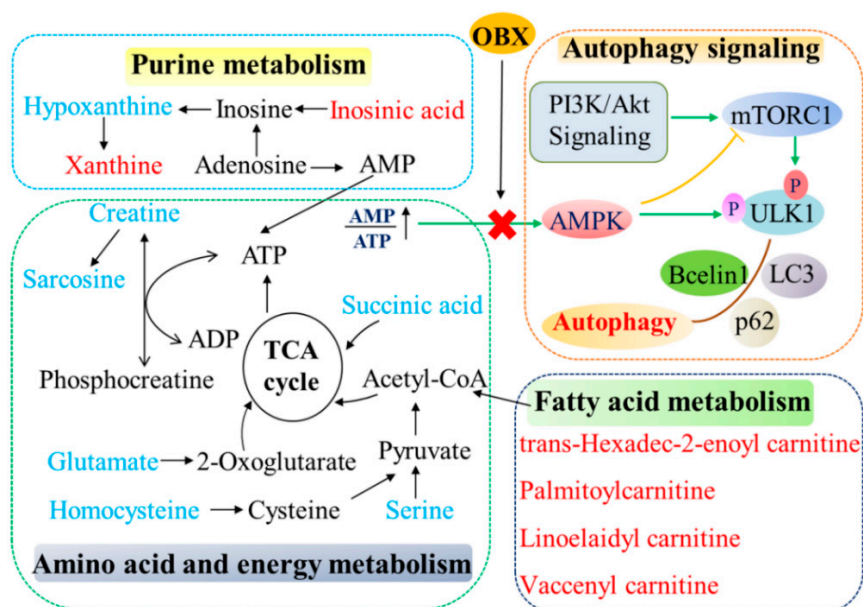 OBX
Purine metabolism
Hypoxanthine
Inosine
Inosinic acid
Xanthine
Adenosine
AMP
Autophagy signaling
PI3K/Akt
Signaling
mTORC1
P
AMP
ATP
AMPK
P
ULK1
Bcelin1
LC3
Autophagy
p62
Creatine
Sarcosine
ATP
ADP
Phosphocreatine
Succinic acid
TCA
cycle
Acetyl-CoA
Glutamate
2-Oxoglutarate
Pyruvate
Homocysteine
Cysteine
Serine
Amino acid and energy metabolism
Fatty acid metabolism
trans-Hexadec-2-enoyl carnitine
Palmitoylcarnitine
Linoelaidyl carnitine
Vaccenyl carnitine